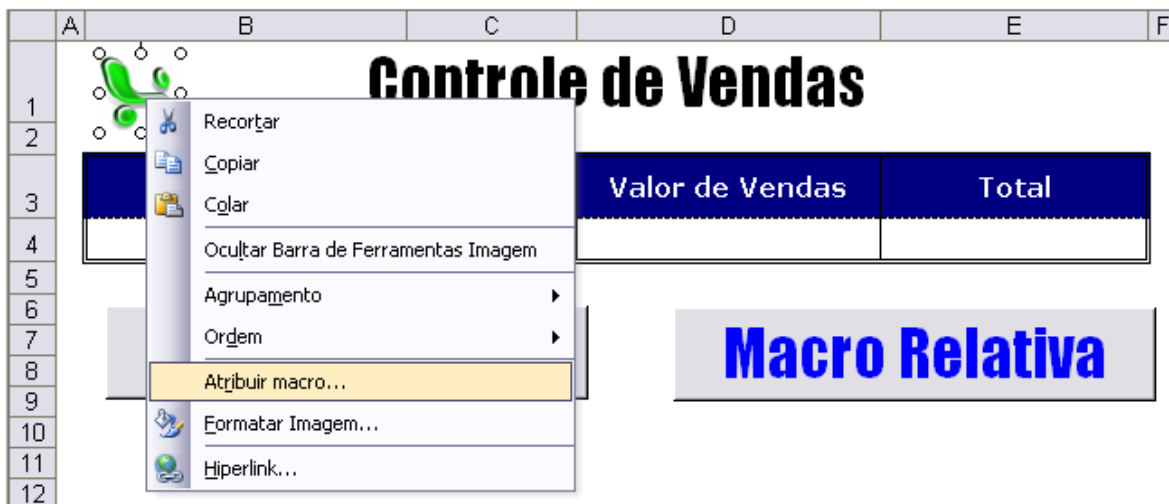 A B C D E F
1 Controle de Vendas
2
3 Valor de Vendas Total
4
5
6
7 Macro Relativa
8
9
10
11
12
Recortar
Copiar
Colar
Ocultar Barra de Ferramentas Imagem
Agrupamento
Ordem
Atribuir macro...
Formatar Imagem...
Hiperlink...